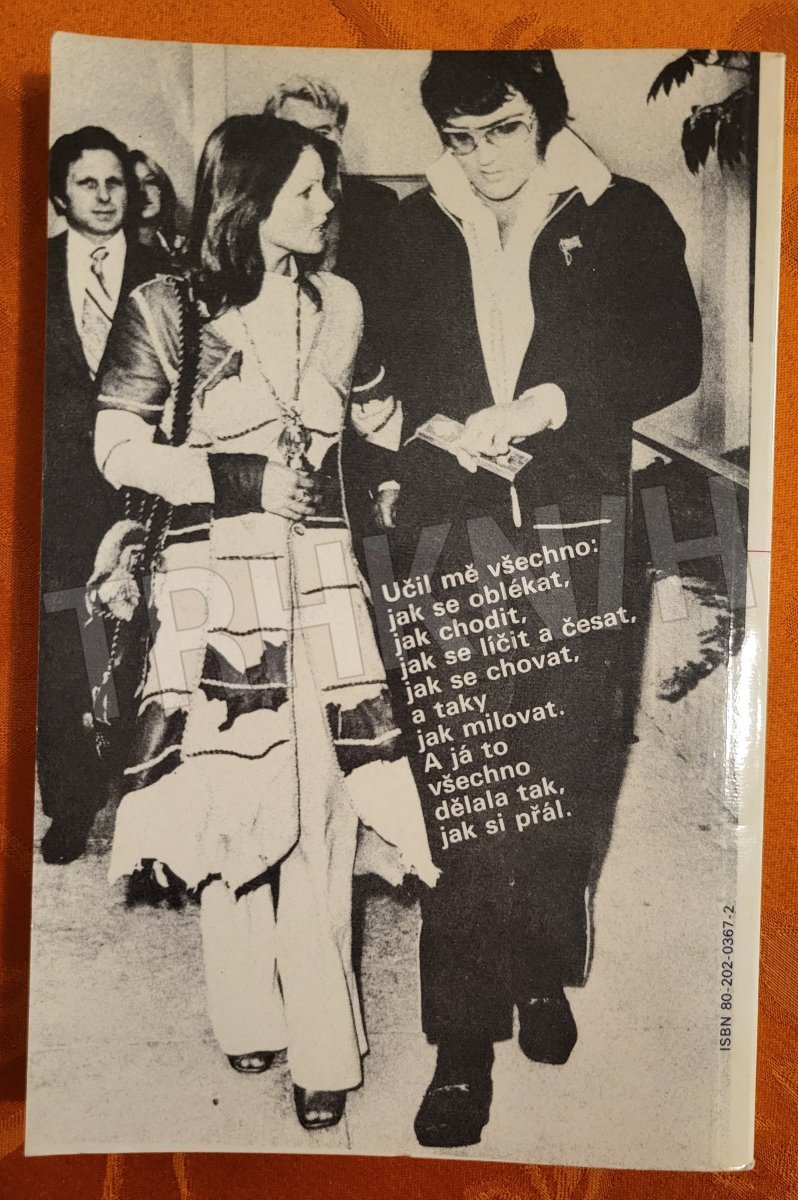 Učil mě všechno:
jak se oblékat,
jak chodit,
jak se líčit a česat,
jak se chovat,
a taky
jak milovat.
A já to
všechno
dělala tak,
jak si přál.
ISBN 80-202-0367-2
TRHKNIH